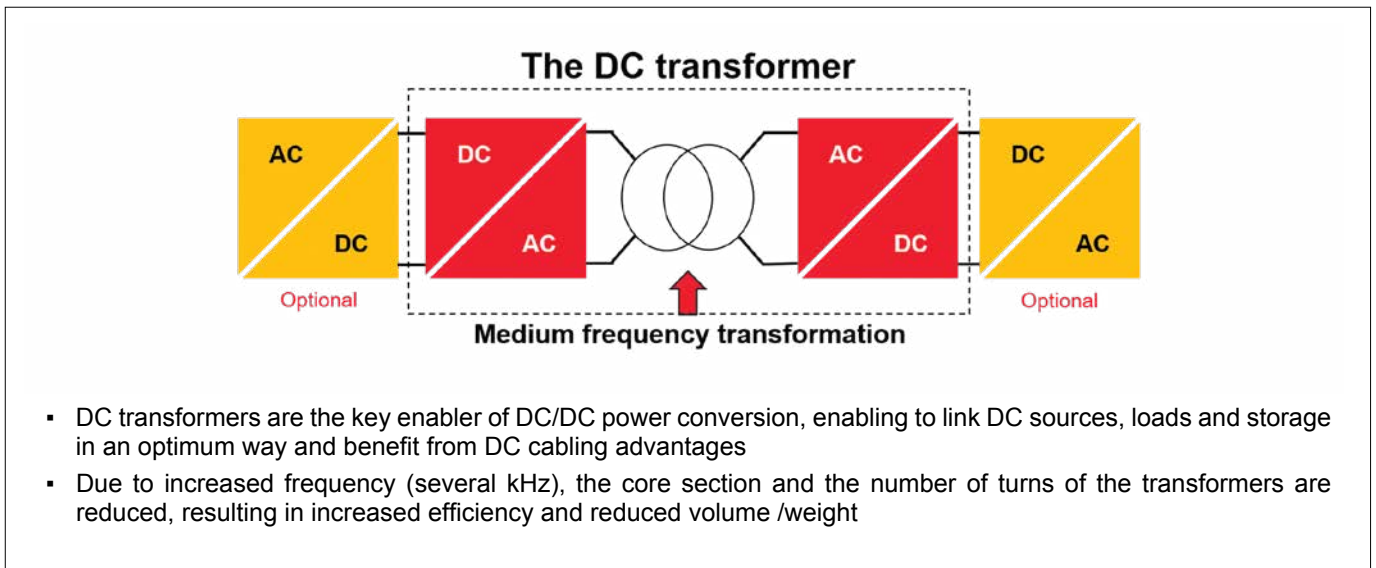 The DC transformer
AC
DC
DC
AC
AC
DC
DC
AC
Optional
Optional
Medium frequency transformation
▪ DC transformers are the key enabler of DC/DC power conversion, enabling to link DC sources, loads and storage
in an optimum way and benefit from DC cabling advantages
▪ Due to increased frequency (several kHz), the core section and the number of turns of the transformers are
reduced, resulting in increased efficiency and reduced volume /weight